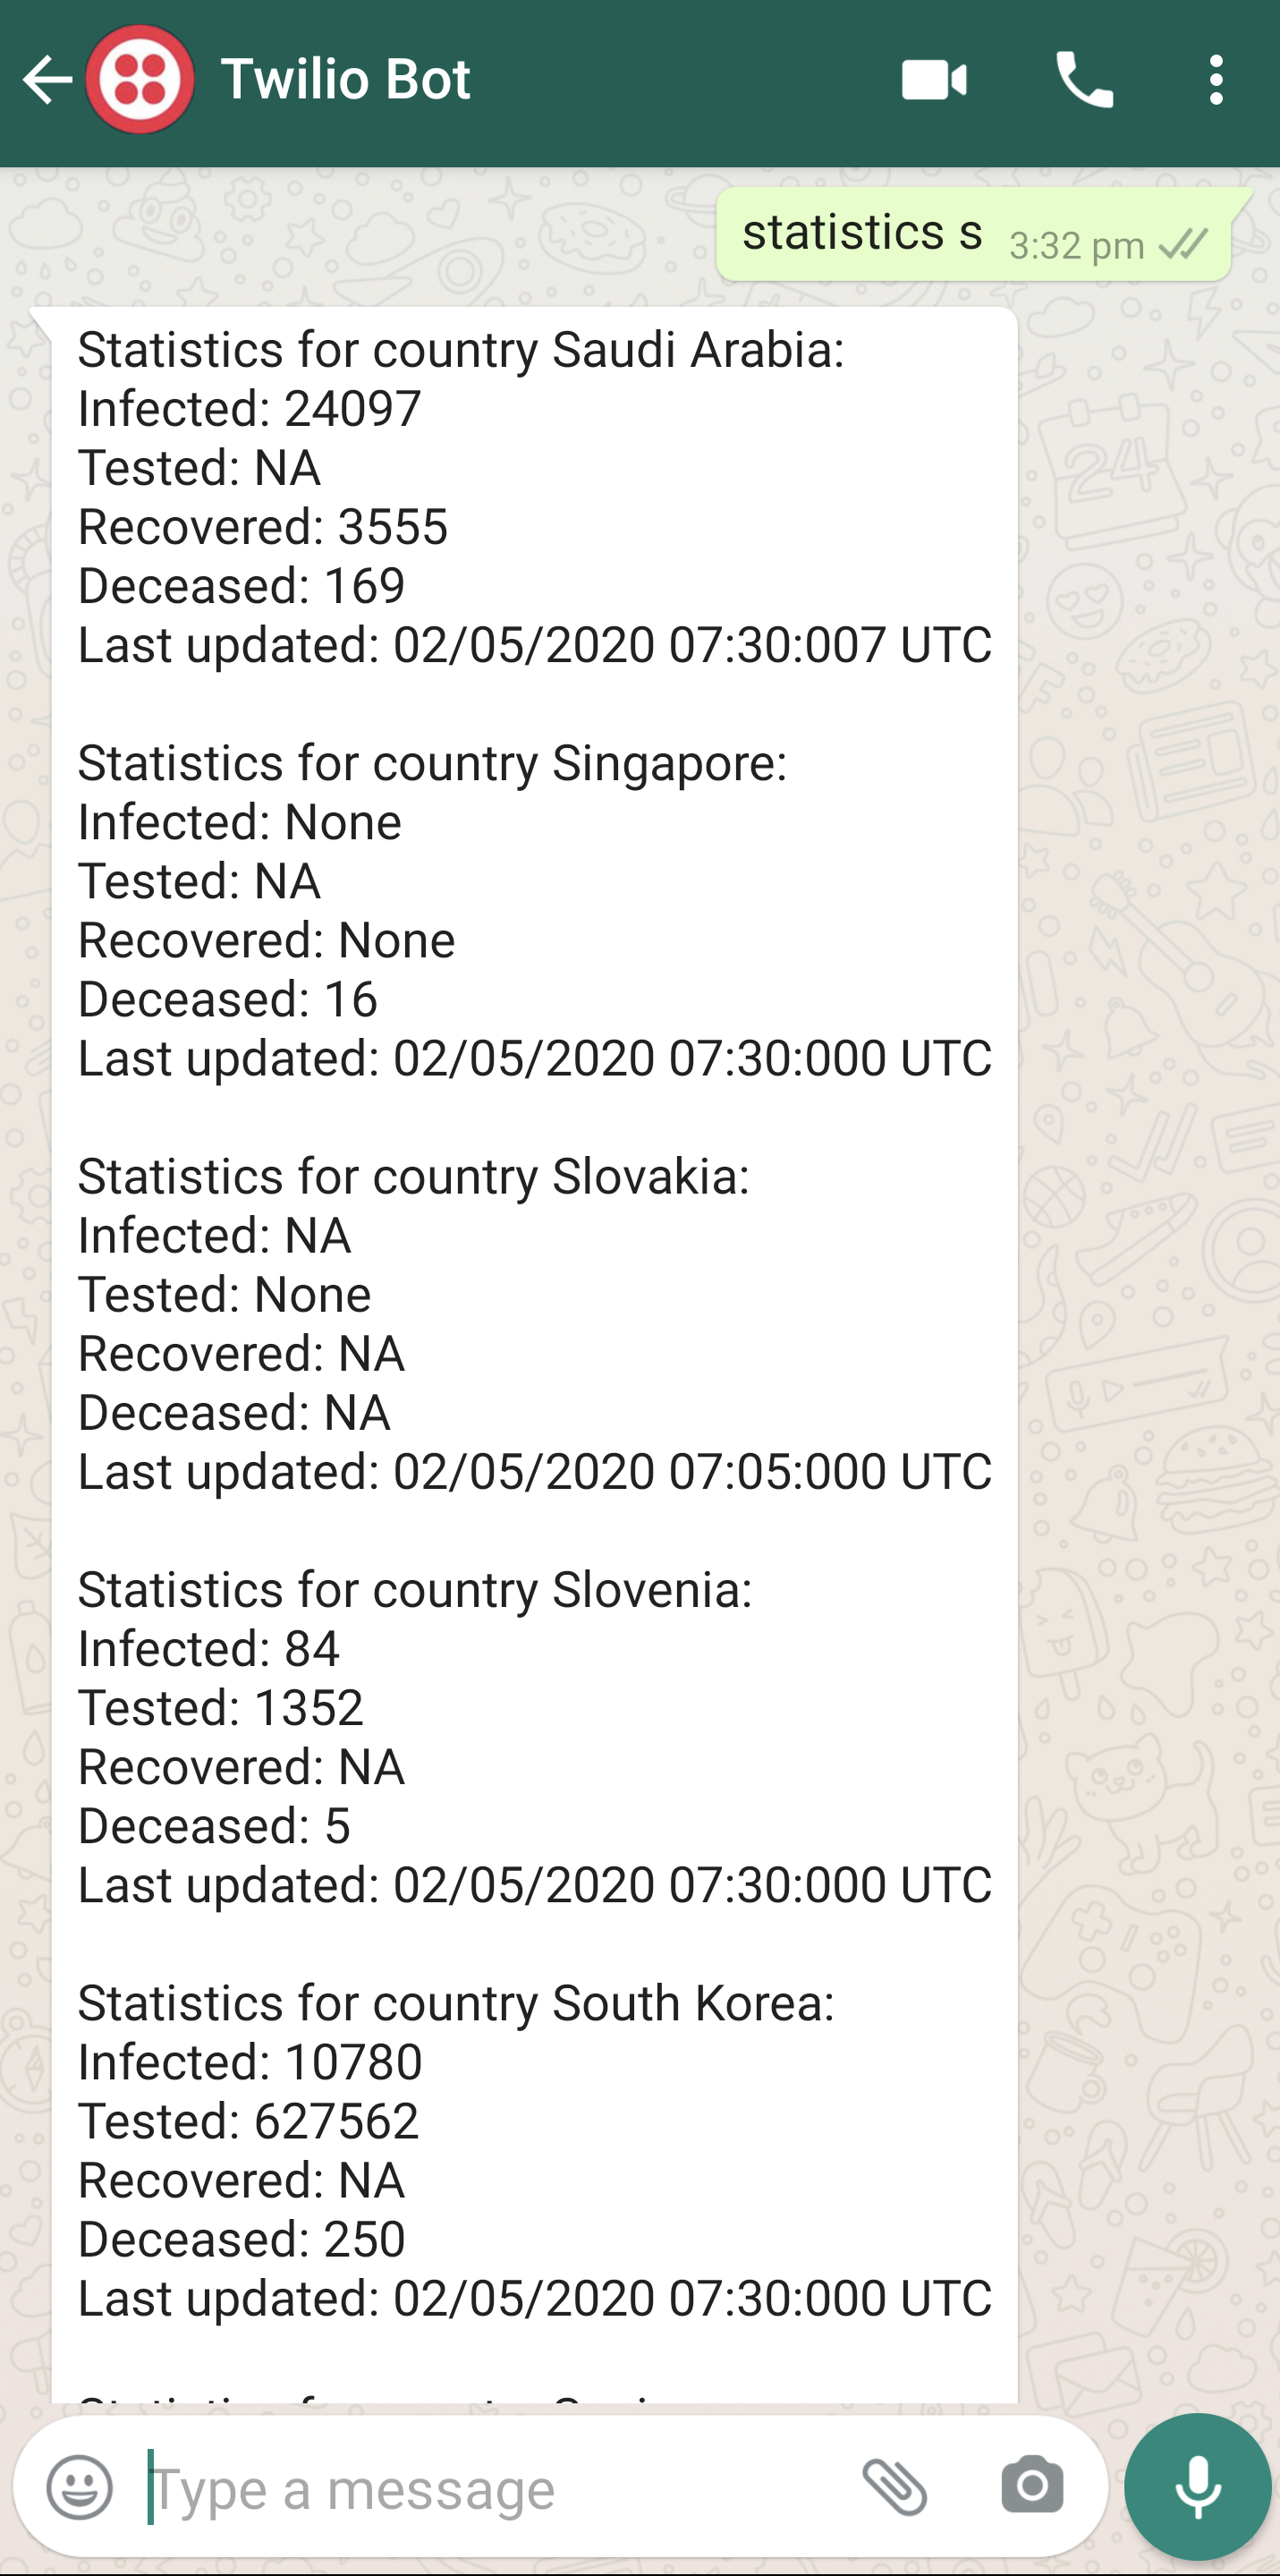 Twilio Bot
statistics s 3:32 pm
Statistics for country Saudi Arabia:
Infected: 24097
Tested: NA
Recovered: 3555
Deceased: 169
Last updated: 02/05/2020 07:30:007 UTC
Statistics for country Singapore:
Infected: None
Tested: NA
Recovered: None
Deceased: 16
Last updated: 02/05/2020 07:30:000 UTC
Statistics for country Slovakia:
Infected: NA
Tested: None
Recovered: NA
Deceased: NA
Last updated: 02/05/2020 07:05:000 UTC
Statistics for country Slovenia:
Infected: 84
Tested: 1352
Recovered: NA
Deceased: 5
Last updated: 02/05/2020 07:30:000 UTC
Statistics for country South Korea:
Infected: 10780
Tested: 627562
Recovered: NA
Deceased: 250
Last updated: 02/05/2020 07:30:000 UTC
Statistics for country
Type a message
24